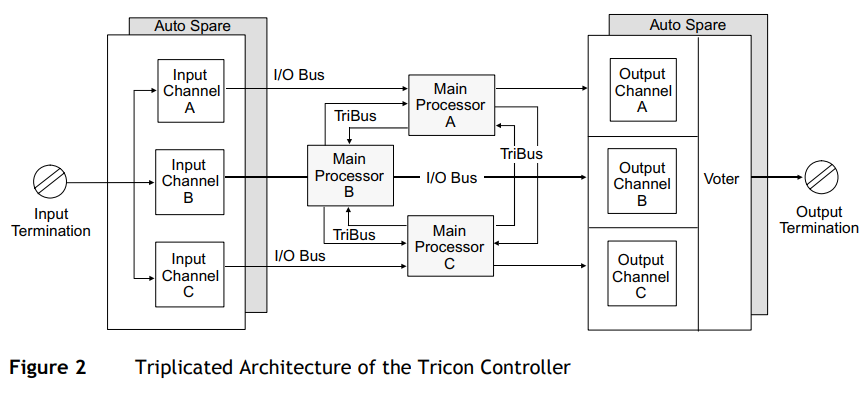 Auto Spare
Auto Spare
Input
Channel
A
I/O Bus
Main
Processor
A
Output
Channel
A
TriBus
TriBus
Input
Channel
B
Main
Processor
B
I/O Bus
Output
Channel
B
Voter
Input
Termination
Output
Termination
TriBus
Main
Processor
C
Input
Channel
C
I/O Bus
Output
Channel
C
Figure 2 Triplicated Architecture of the Tricon Controller